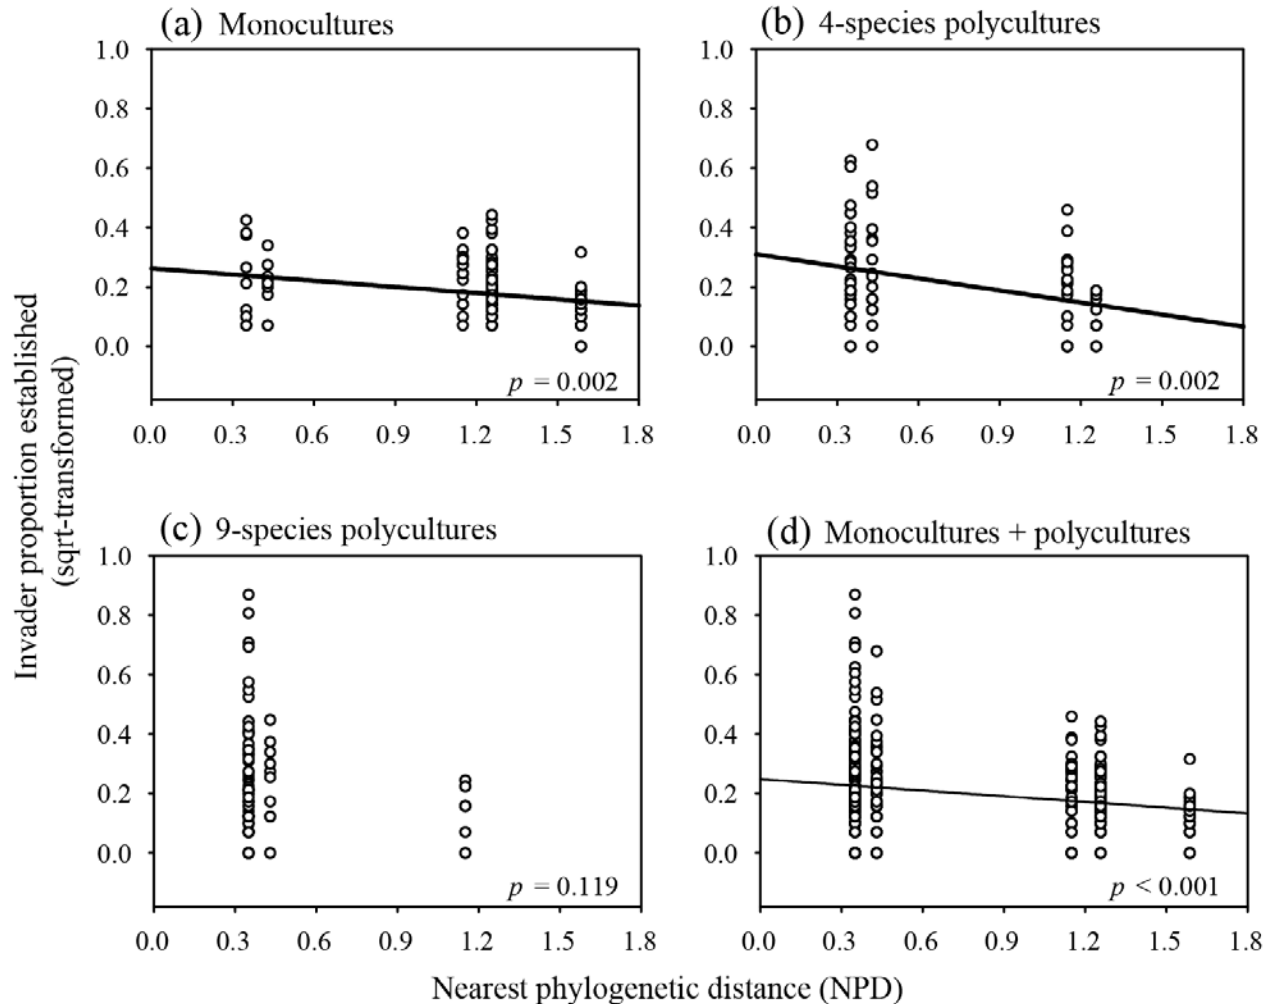 (a) Monocultures
1.0
0.8
0.6
0.4
0.2
0.0
p = 0.002
0.0 0.3 0.6 0.9 1.2 1.5 1.8
(b) 4-species polycultures
1.0
0.8
0.6
0.4
0.2
0.0
p = 0.002
0.0 0.3 0.6 0.9 1.2 1.5 1.8
Invader proportion established
(sqrt-transformed)
(c) 9-species polycultures
1.0
0.8
0.6
0.4
0.2
0.0
p = 0.119
0.0 0.3 0.6 0.9 1.2 1.5 1.8
(d) Monocultures + polycultures
1.0
0.8
0.6
0.4
0.2
0.0
p < 0.001
0.0 0.3 0.6 0.9 1.2 1.5 1.8
Nearest phylogenetic distance (NPD)